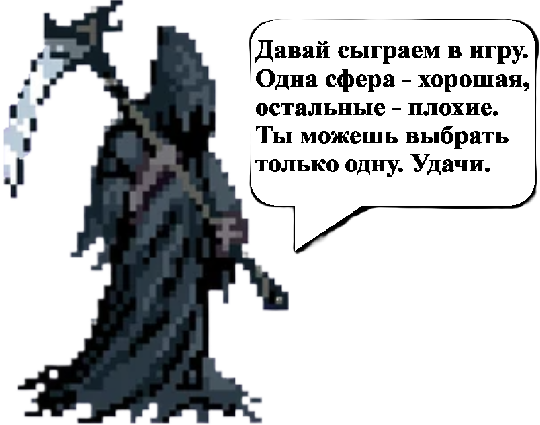 Давай сыграем в игру.
Одна сфера - хорошая,
остальные - плохие.
Ты можешь выбрать
только одну. Удачи.